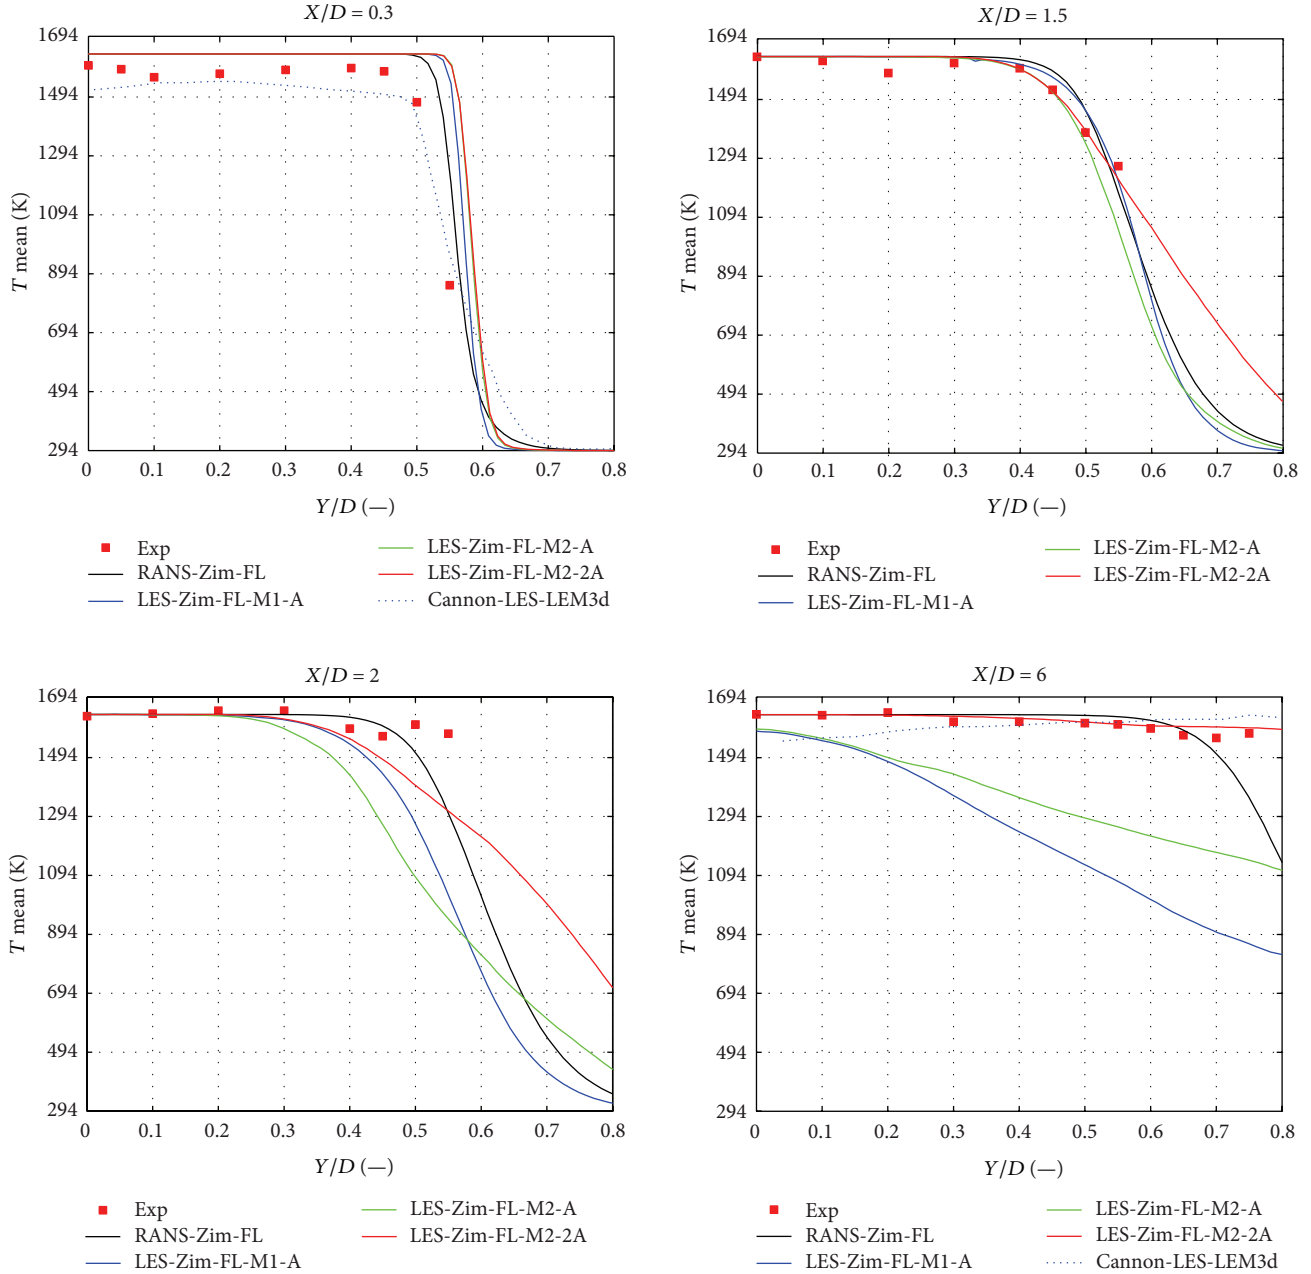 X/D = 0.3
1694
1494
1294
1094
894
694
494
294
T mean (K)
0 0.1 0.2 0.3 0.4 0.5 0.6 0.7 0.8
Y/D (—)
Exp
RANS-Zim-FL
LES-Zim-FL-M1-A
LES-Zim-FL-M2-A
LES-Zim-FL-M2-2A
Cannon-LES-LEM3d
X/D = 1.5
1694
1494
1294
1094
894
694
494
294
T mean (K)
0 0.1 0.2 0.3 0.4 0.5 0.6 0.7 0.8
Y/D (—)
Exp
RANS-Zim-FL
LES-Zim-FL-M1-A
LES-Zim-FL-M2-A
LES-Zim-FL-M2-2A
X/D = 2
1694
1494
1294
1094
894
694
494
294
T mean (K)
0 0.1 0.2 0.3 0.4 0.5 0.6 0.7 0.8
Y/D (—)
Exp
RANS-Zim-FL
LES-Zim-FL-M1-A
LES-Zim-FL-M2-A
LES-Zim-FL-M2-2A
X/D = 6
1694
1494
1294
1094
894
694
494
294
T mean (K)
0 0.1 0.2 0.3 0.4 0.5 0.6 0.7 0.8
Y/D (—)
Exp
RANS-Zim-FL
LES-Zim-FL-M1-A
LES-Zim-FL-M2-A
LES-Zim-FL-M2-2A
Cannon-LES-LEM3d